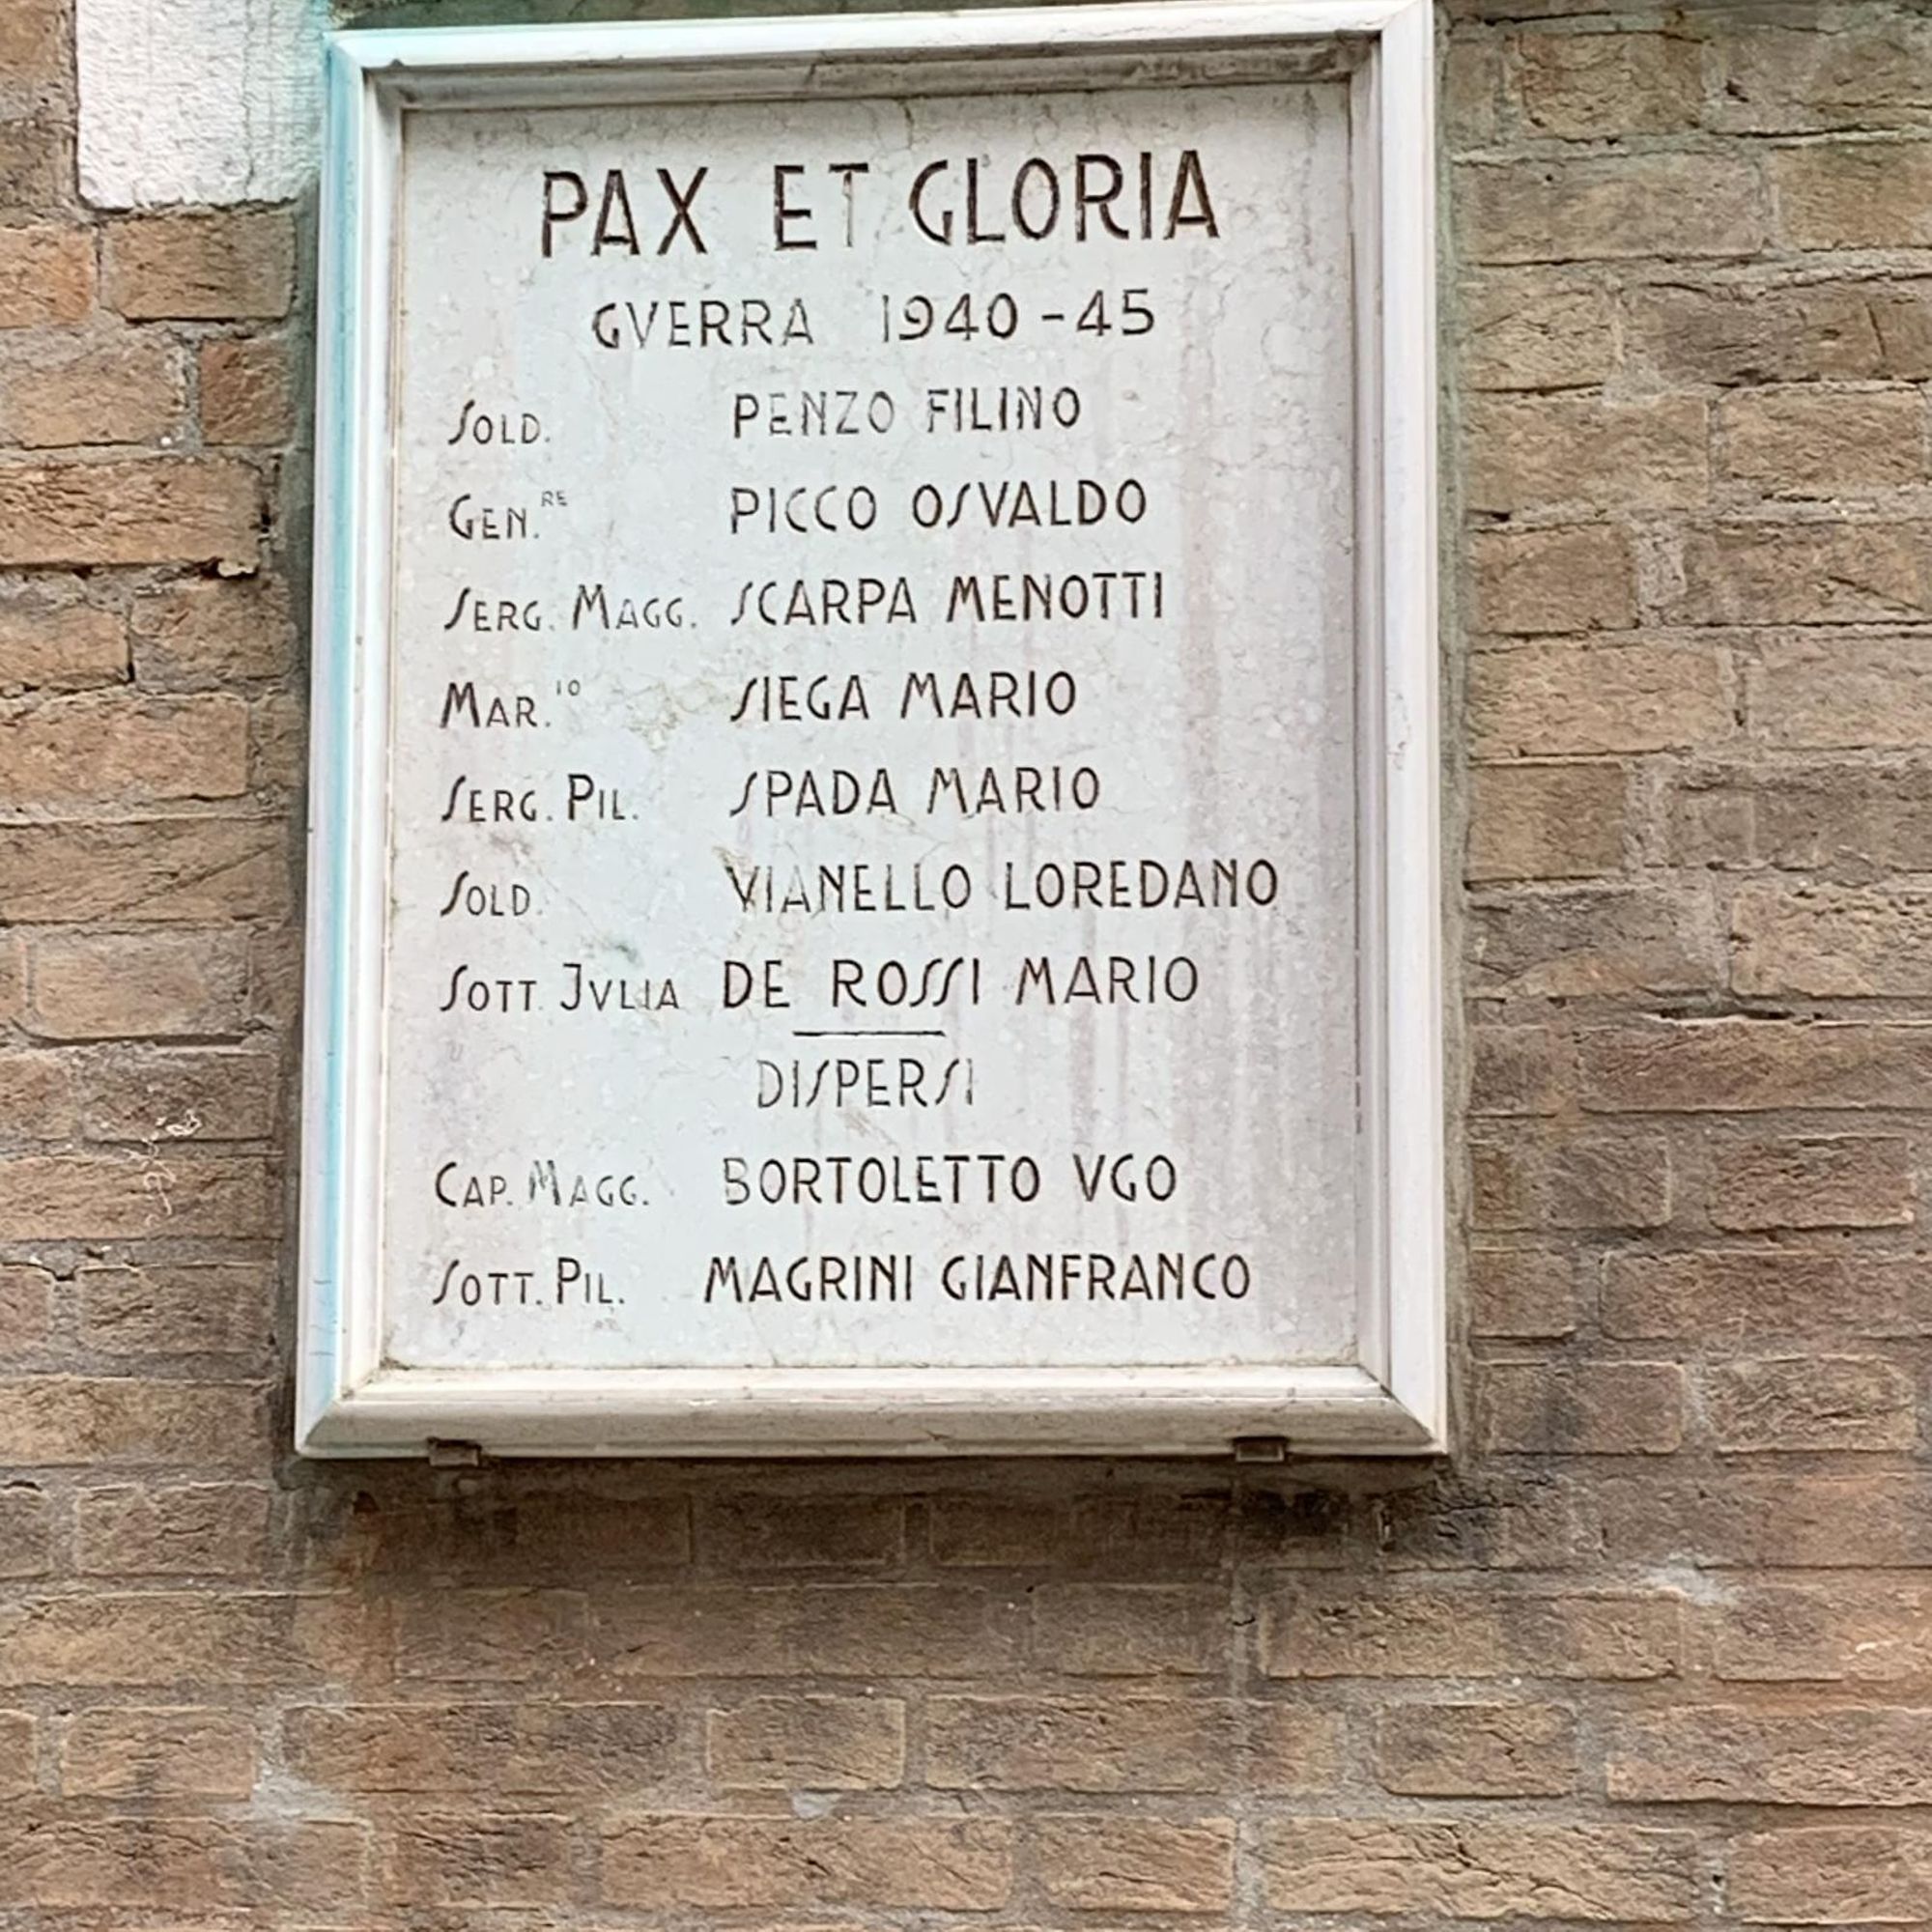 PAX ET GLORIA
GVERRA 1940-45
SOLD. PENZO FILINO
GEN.RE PICCO OSVALDO
SERG. MAGG. SCARPA MENOTTI
MAR.IO SIEGA MARIO
SERG. PIL. SPADA MARIO
SOLD. VIANELLO LOREDANO
SOTT. JVLIA DE ROSSI MARIO
DISPERSI
CAP. MAGG. BORTOLETTO VGO
SOTT. PIL. MAGRINI GIANFRANCO